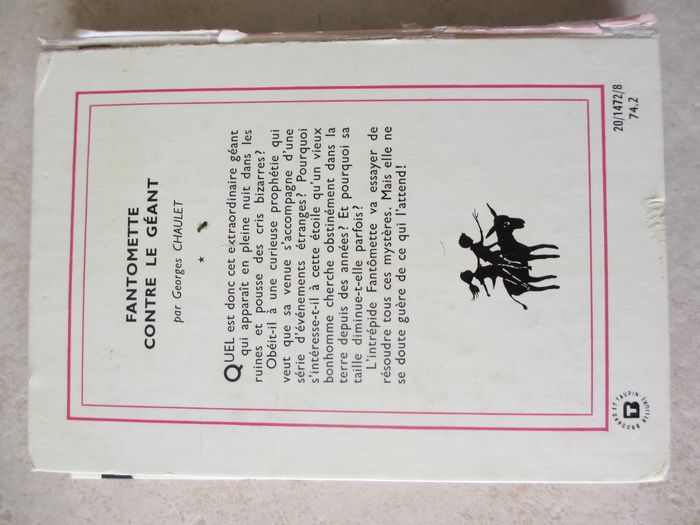 FANTOMETTE
CONTRE LE GÉANT
par Georges CHAULET
*
QUEL est donc cet extraordinaire géant
qui apparaît en pleine nuit dans les
ruines et pousse des cris bizarres?
Obéit-il à une curieuse prophétie qui
veut que sa venue s'accompagne d'une
série d'événements étranges? Pourquoi
s'intéresse-t-il à cette étoile qu'un vieux
bonhomme cherche obstinément dans la
terre depuis des années? Et pourquoi sa
taille diminue-t-elle parfois?
L'intrépide Fantômette va essayer de
résoudre tous ces mystères. Mais elle ne
se doute guère de ce qui l'attend!
BRODARD ET TAUPIN
20/1472/8
74.2